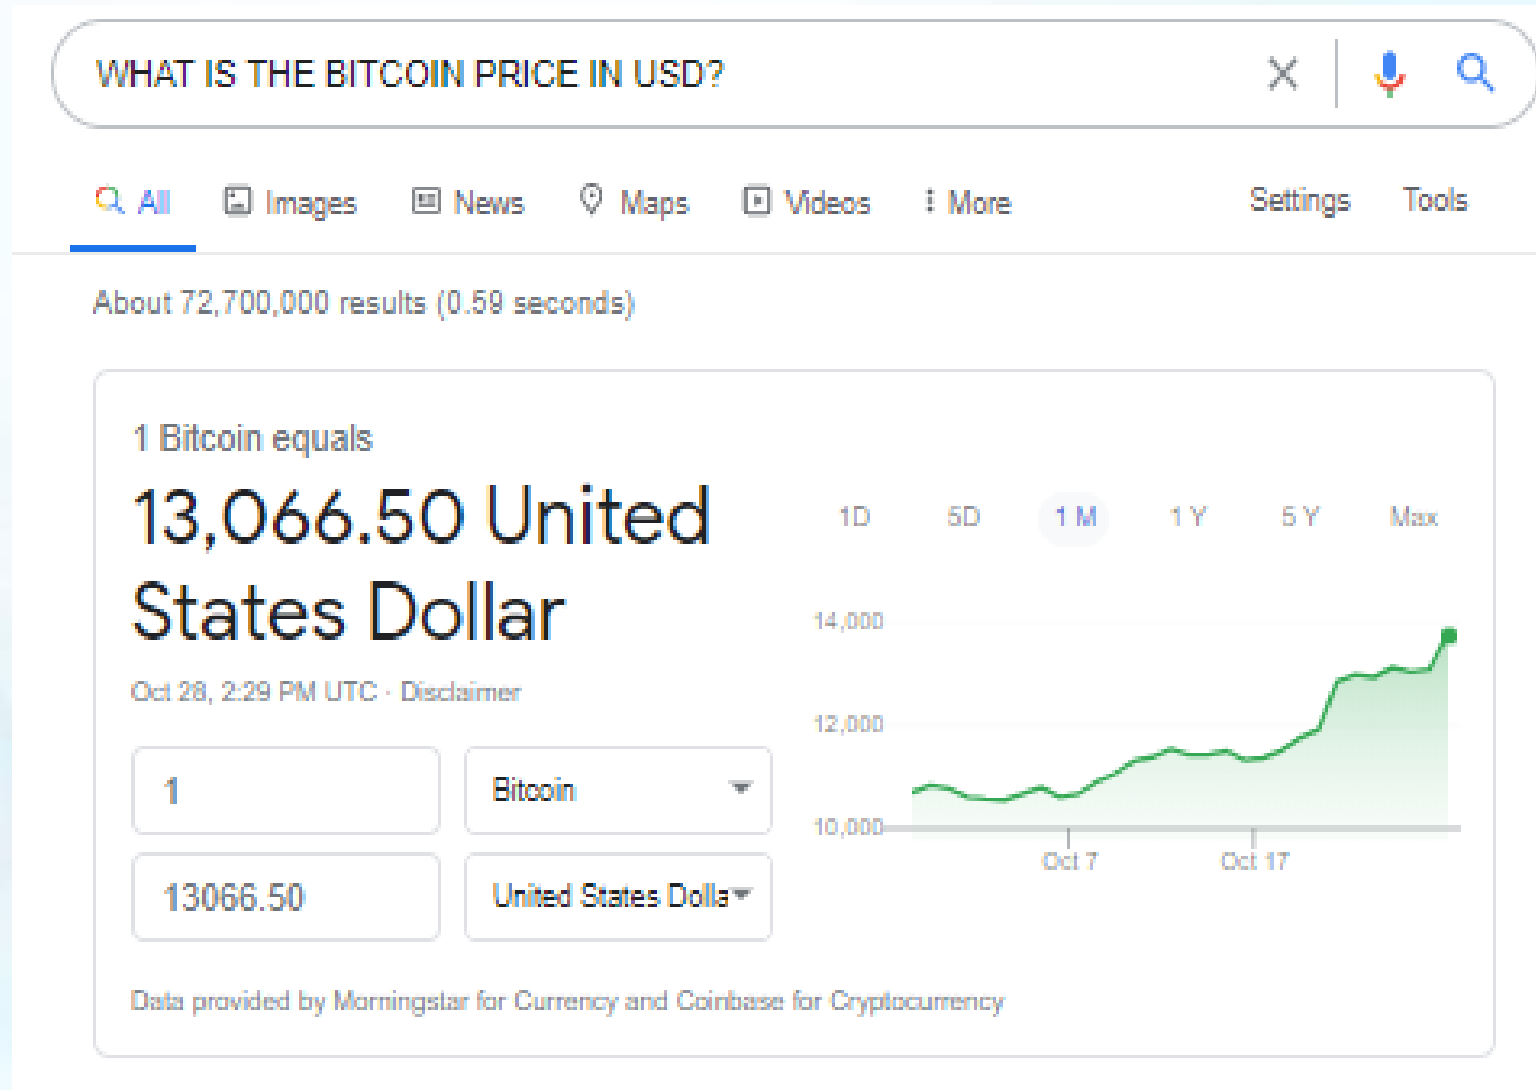 WHAT IS THE BITCOIN PRICE IN USD?
All Images News Maps Videos More Settings Tools
About 72,700,000 results (0.59 seconds)
1 Bitcoin equals
13,066.50 United
States Dollar
Oct 28, 2:29 PM UTC · Disclaimer
1 Bitcoin
13066.50 United States Dolla
1D 5D 1 M 1 Y 5 Y Max
14,000
12,000
10,000
Oct 7 Oct 17
Data provided by Morningstar for Currency and Coinbase for Cryptocurrency